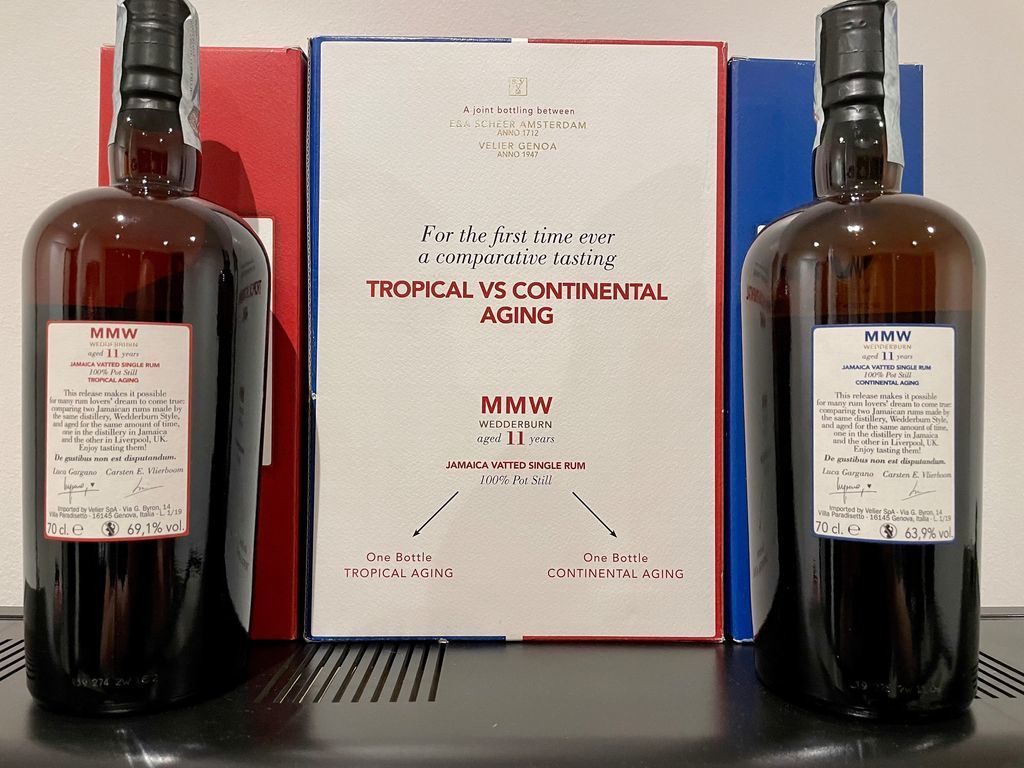 A joint bottling between
E&A SCHEER AMSTERDAM
ANNO 1712
VELIER GENOA
ANNO 1947
For the first time ever
a comparative tasting
TROPICAL VS CONTINENTAL
AGING
MMW
WEDDERBURN
aged 11 years
JAMAICA VATTED SINGLE RUM
100% Pot Still
One Bottle
TROPICAL AGING
One Bottle
CONTINENTAL AGING
MMW
WEDDERBURN
aged 11 years
JAMAICA VATTED SINGLE RUM
100% Pot Still
TROPICAL AGING
This release makes it possible
for many rum lovers' dream to come true:
comparing two Jamaican rums made by
the same distillery, Wedderburn Style,
and aged for the same amount of time,
one in the distillery in Jamaica
and the other in Liverpool, UK.
Enjoy tasting them!
De gustibus non est disputandum.
Luca Gargano Carsten E. Vlierboom
Imported by Velier SpA - Via G. Byron, 14
Villa Paradisetto - 16145 Genova, Italia - L. 1/19
70 cl. e 69,1% vol.
MMW
WEDDERBURN
aged 11 years
JAMAICA VATTED SINGLE RUM
100% Pot Still
CONTINENTAL AGING
This release makes it possible
for many rum lovers' dream to come true:
comparing two Jamaican rums made by
the same distillery, Wedderburn Style,
and aged for the same amount of time,
one in the distillery in Jamaica
and the other in Liverpool, UK.
Enjoy tasting them!
De gustibus non est disputandum.
Luca Gargano Carsten E. Vlierboom
Imported by Velier SpA - Via G. Byron, 14
Villa Paradisetto - 16145 Genova, Italia - L. 1/19
70 cl. e 63,9% vol.